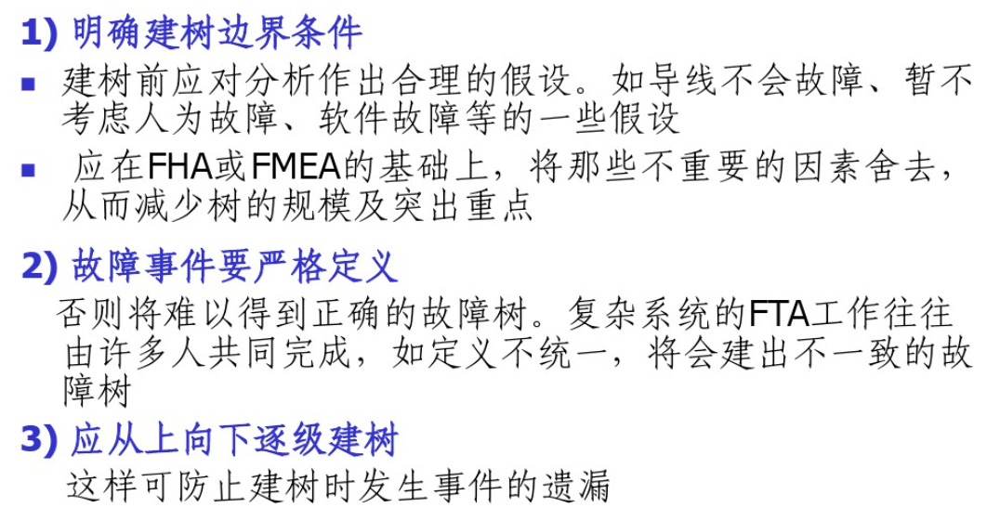 1) 明确建树边界条件
■ 建树前应对分析作出合理的假设。如导线不会故障、暂不
考虑人为故障、软件故障等的一些假设
■ 应在FHA或FMEA的基础上，将那些不重要的因素舍去，
从而减少树的规模及突出重点
2) 故障事件要严格定义
否则将难以得到正确的故障树。复杂系统的FTA工作往往
由许多人共同完成，如定义不统一，将会建出不一致的故
障树
3) 应从上向下逐级建树
这样可防止建树时发生事件的遗漏